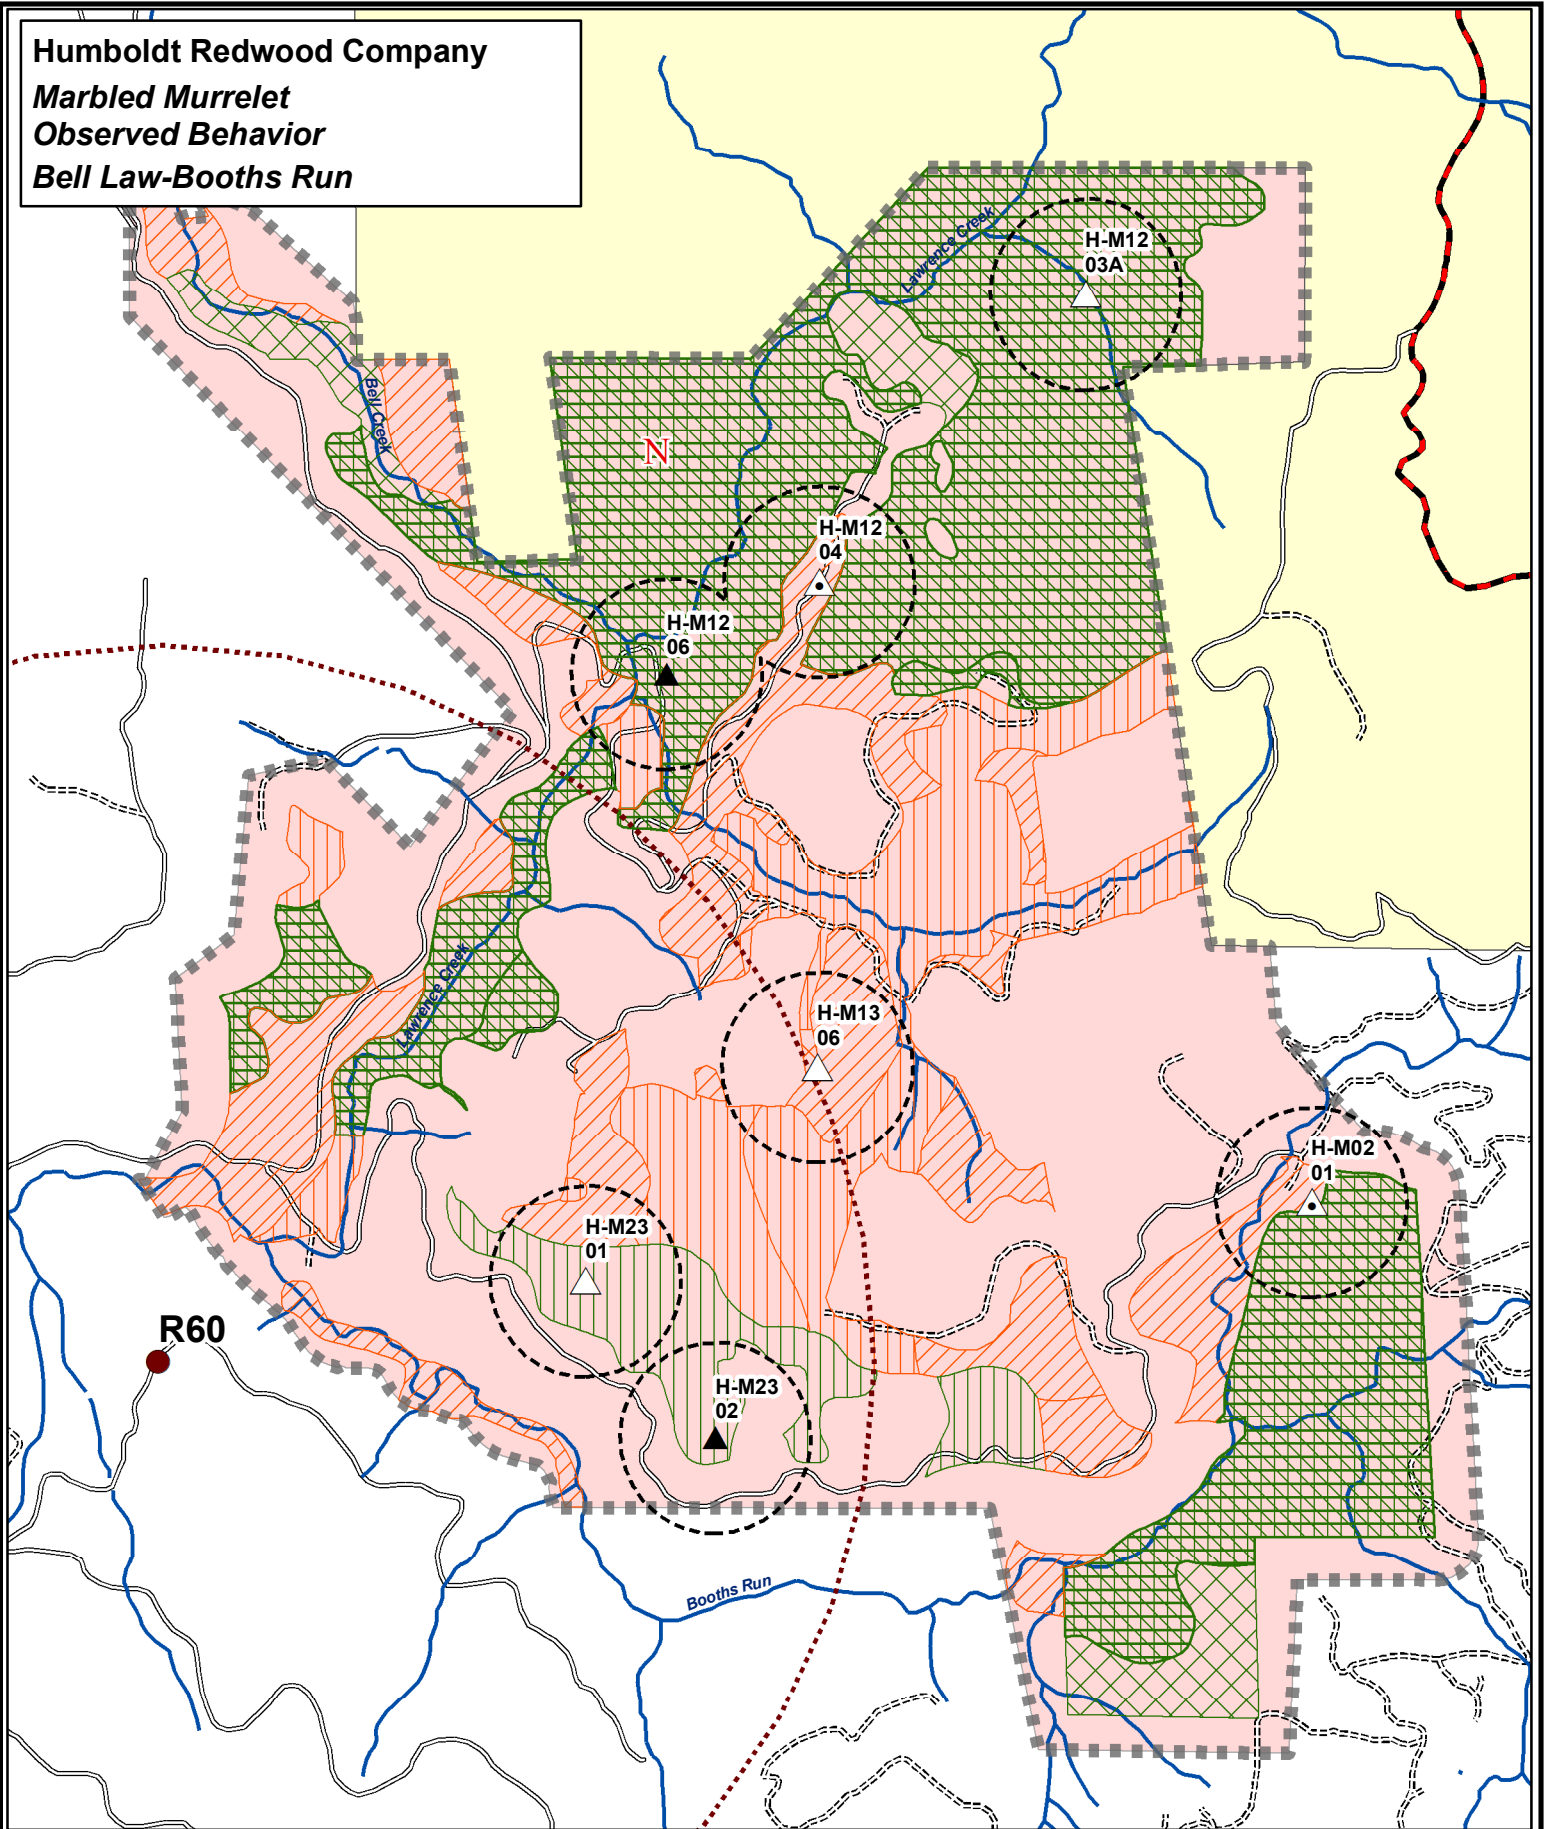 Humboldt Redwood Company
Marbled Murrelet
Observed Behavior
Bell Law-Booths Run
Lawrence Creek
H-M12
03A
Bell Creek
N
H-M12
04
H-M12
06
Lawrence Creek
H-M13
06
H-M02
01
H-M23
01
R60
H-M23
02
Booths Run